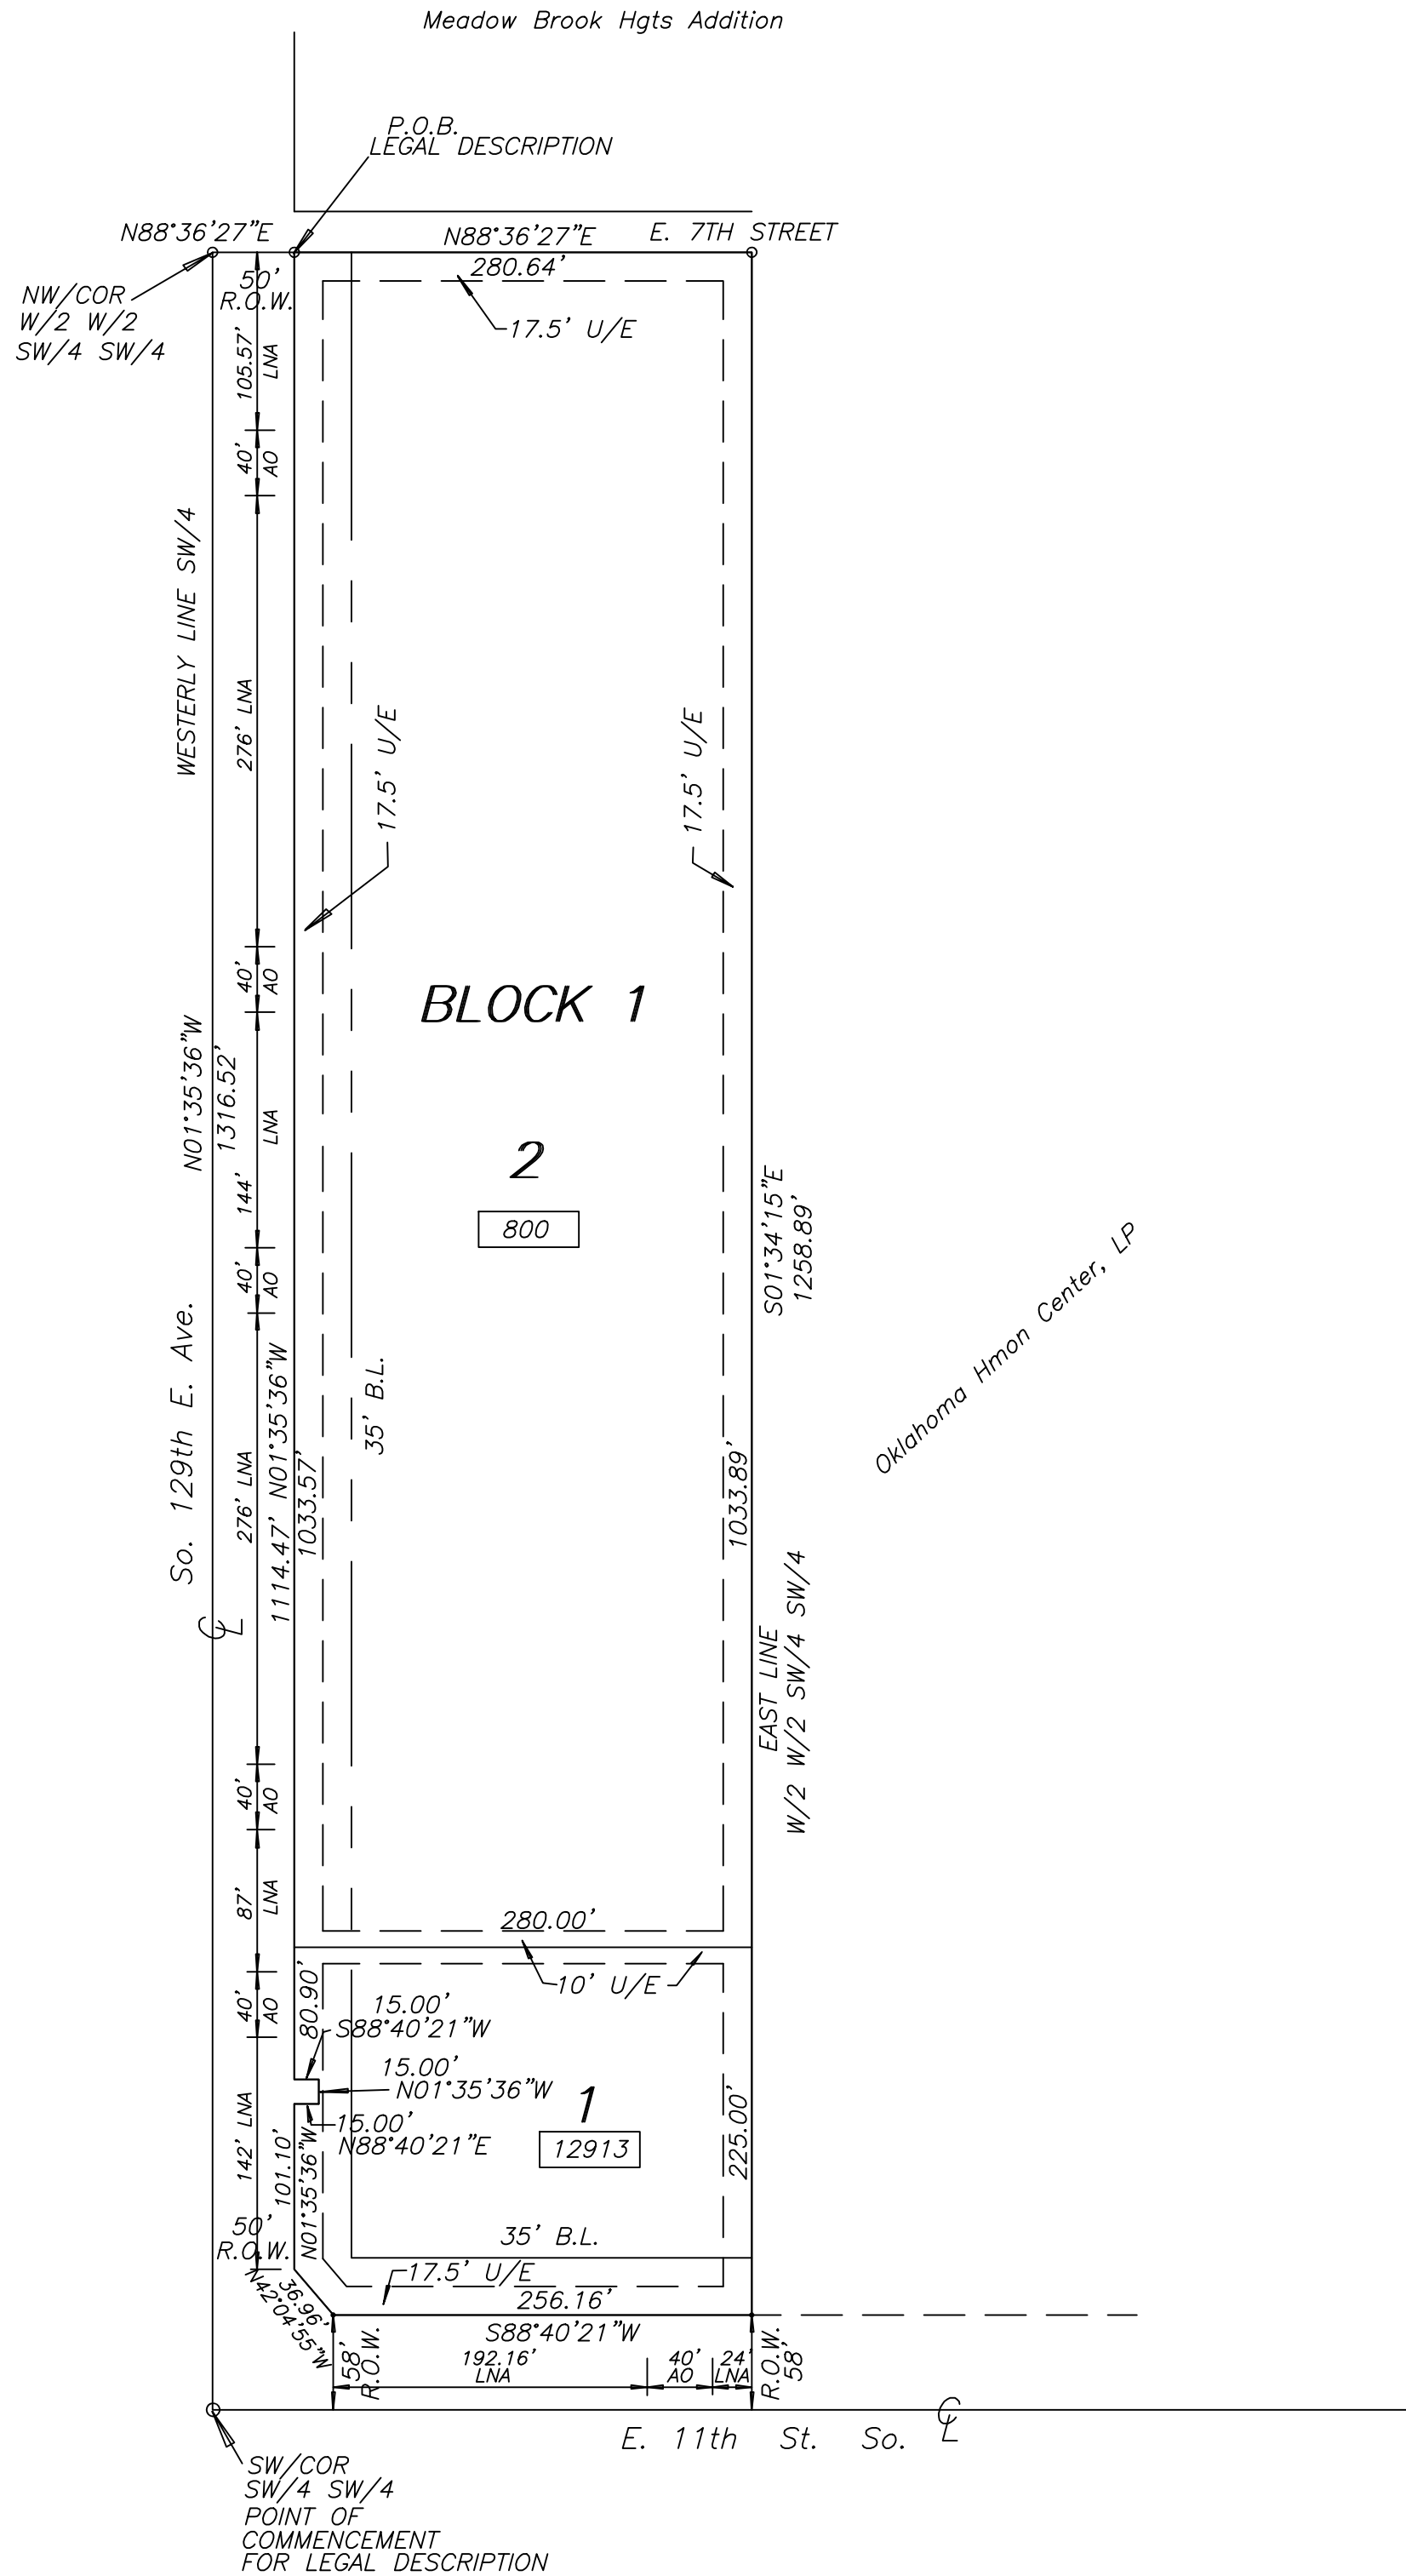 Meadow Brook Hgts Addition
P.O.B.
LEGAL DESCRIPTION
N88°36'27"E
N88°36'27"E
E. 7TH STREET
280.64'
50'
R.O.W.
NW/COR
W/2 W/2
SW/4 SW/4
17.5' U/E
105.57'
LNA
40'
AO
WESTERLY LINE SW/4
276' LNA
17.5' U/E
17.5' U/E
40'
AO
BLOCK 1
N01°35'36"W
1316.52'
LNA
144'
2
800
S01°34'15"E
1258.89'
40'
AO
Oklahoma Hmon Center, LP
So. 129th E. Ave.
276' LNA
1114.47' N01°35'36"W
1033.57'
35' B.L.
1033.89'
EAST LINE
W/2 W/2 SW/4 SW/4
CL
40'
AO
87'
LNA
280.00'
10' U/E
40'
AO
80.90'
15.00'
S88°40'21"W
15.00'
N01°35'36"W
15.00'
N88°40'21"E
1
12913
225.00'
142' LNA
101.10'
N01°35'36"W
50'
R.O.W.
35' B.L.
17.5' U/E
256.16'
S88°40'21"W
36.96'
N42°04'55"W
58'
R.O.W.
192.16'
LNA
40'
AO
24'
LNA
R.O.W.
58'
E. 11th St. So.
CL
SW/COR
SW/4 SW/4
POINT OF
COMMENCEMENT
FOR LEGAL DESCRIPTION